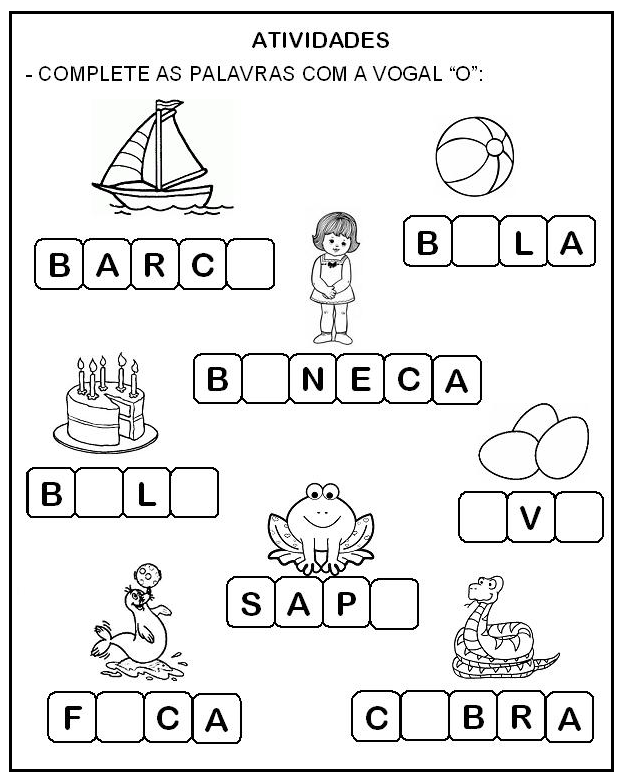 ATIVIDADES
- COMPLETE AS PALAVRAS COM A VOGAL “O”:
B A R C
B L A
B N E C A
B L
V
S A P
F C A
C B R A